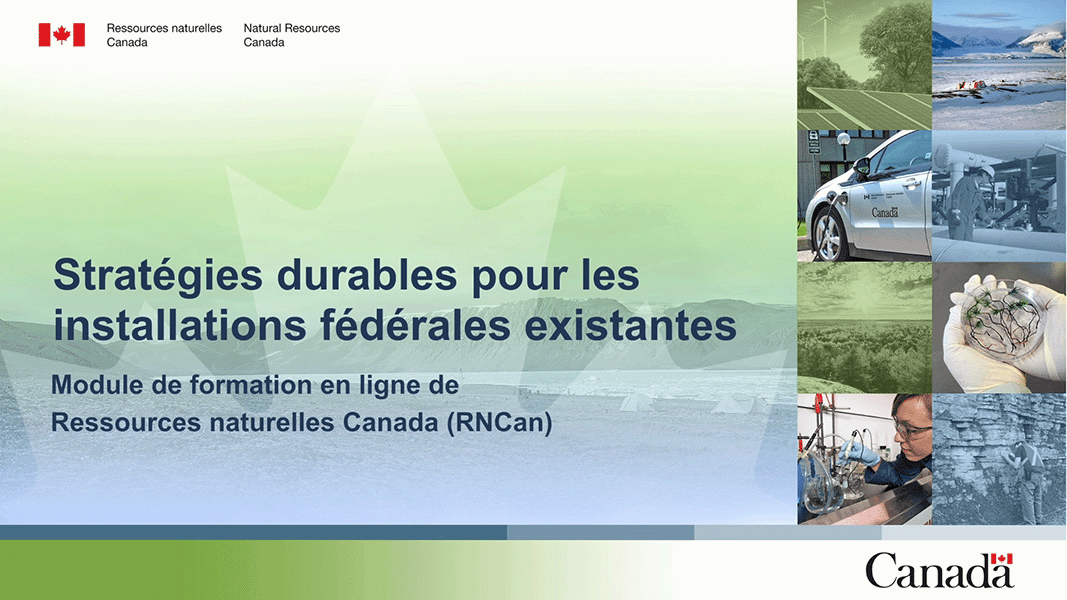 Ressources naturelles
Canada
Natural Resources
Canada
Stratégies durables pour les
installations fédérales existantes
Module de formation en ligne de
Ressources naturelles Canada (RNCan)
Canada
Canada